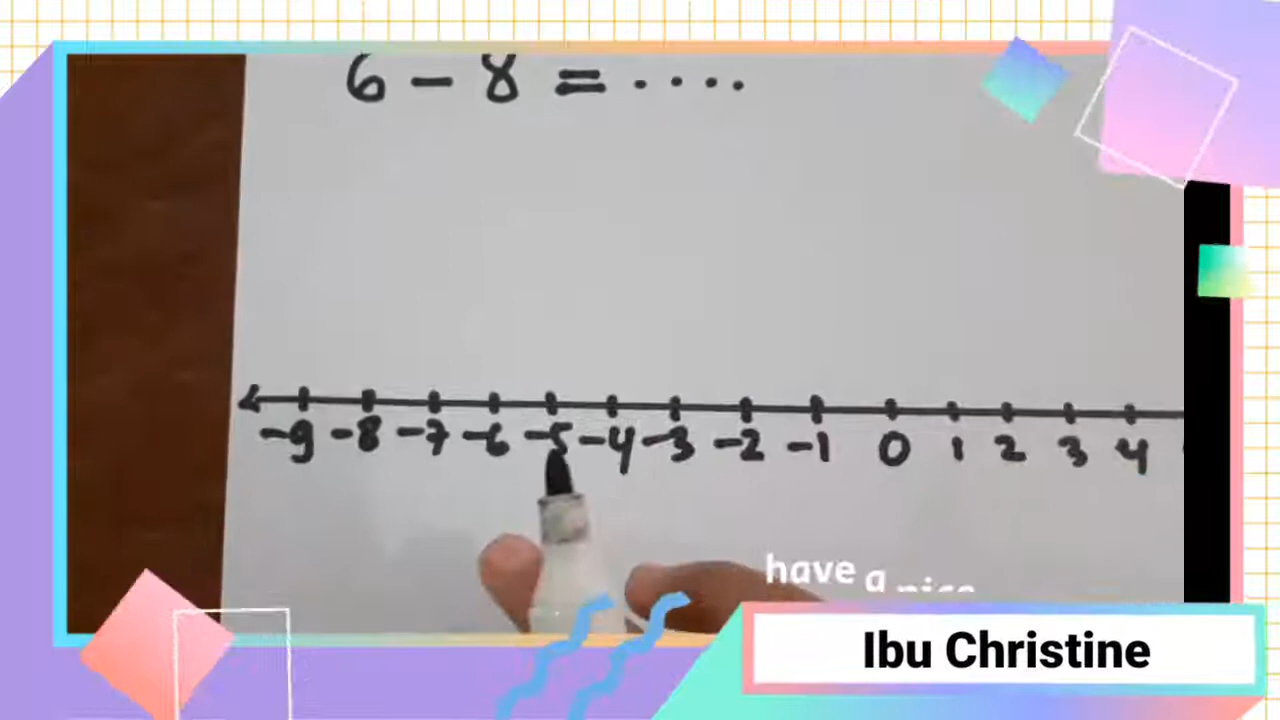 6 - 8 = ....
-9 -8 -7 -6 -5 -4 -3 -2 -1 0 1 2 3 4
have a
Ibu Christine